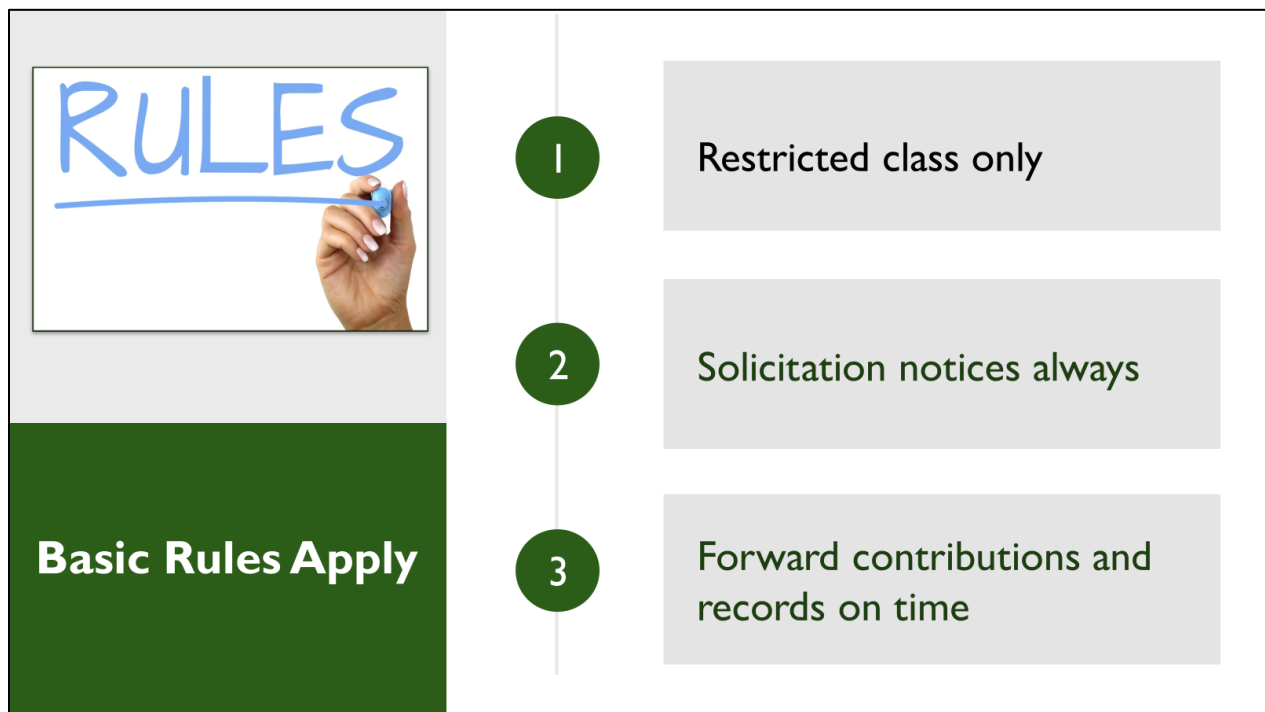 RULES
Basic Rules Apply
1
Restricted class only
2
Solicitation notices always
3
Forward contributions and
records on time